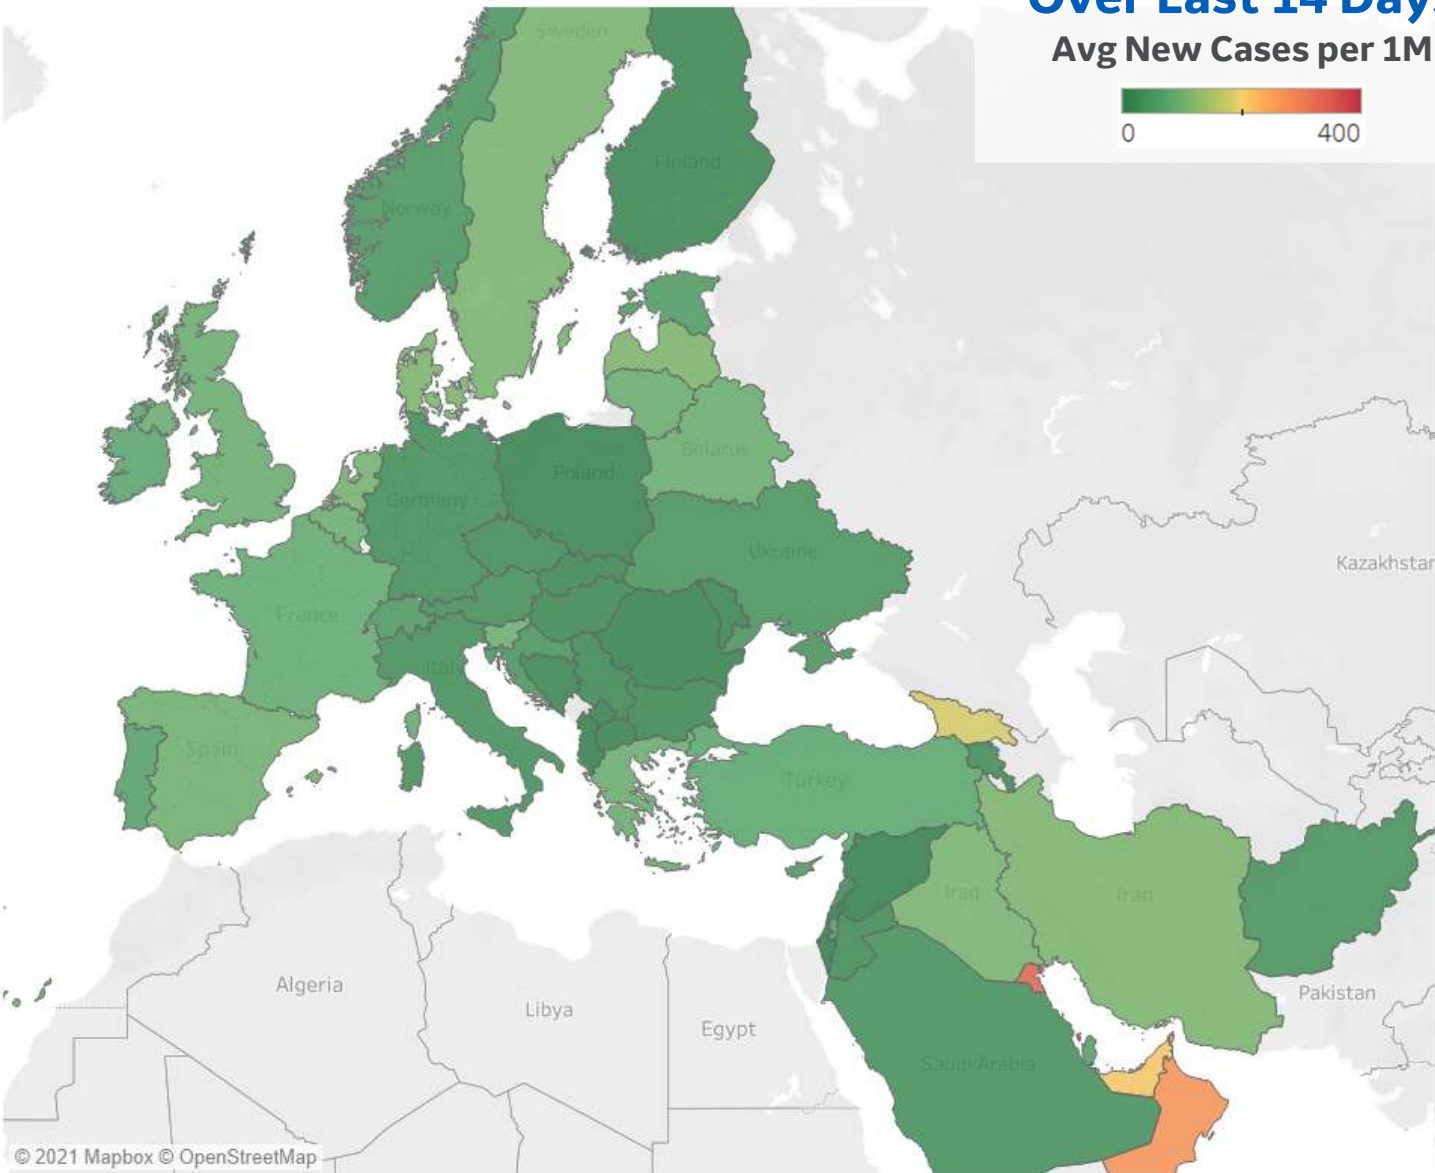 Over Last 14 Days
Avg New Cases per 1M
0 400
Sweden
Finland
Norway
Belarus
Poland
Germany
Ukraine
Kazakhstan
France
Italy
Spain
Turkey
Iraq
Iran
Algeria
Pakistan
Libya
Egypt
Saudi Arabia
© 2021 Mapbox © OpenStreetMap